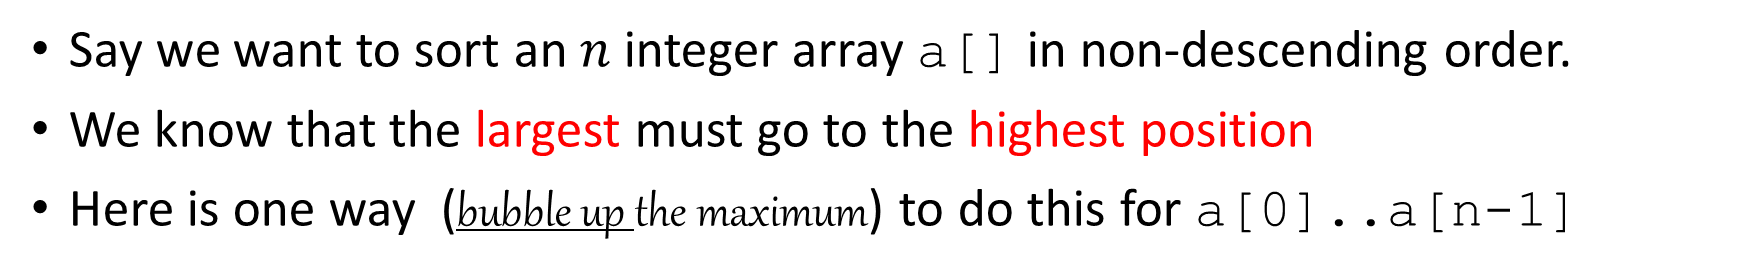 • Say we want to sort an n integer array a[] in non-descending order.
• We know that the largest must go to the highest position
• Here is one way (bubble up the maximum) to do this for a[0]..a[n-1]